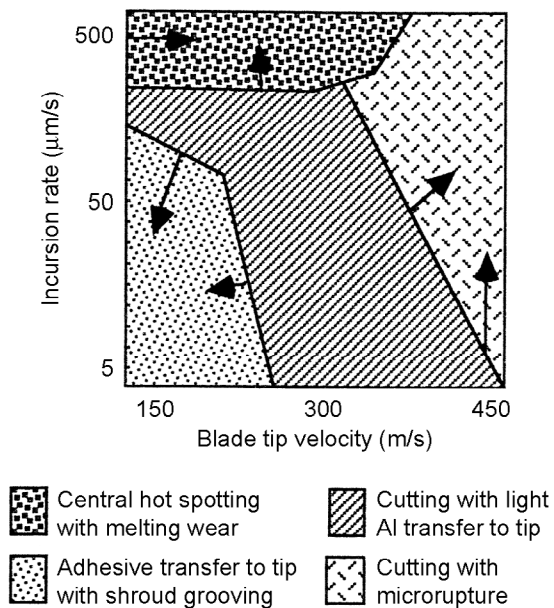 500
50
5
Incursion rate (μm/s)
150 300 450
Blade tip velocity (m/s)
Central hot spotting
with melting wear
Cutting with light
Al transfer to tip
Adhesive transfer to tip
with shroud grooving
Cutting with
microrupture